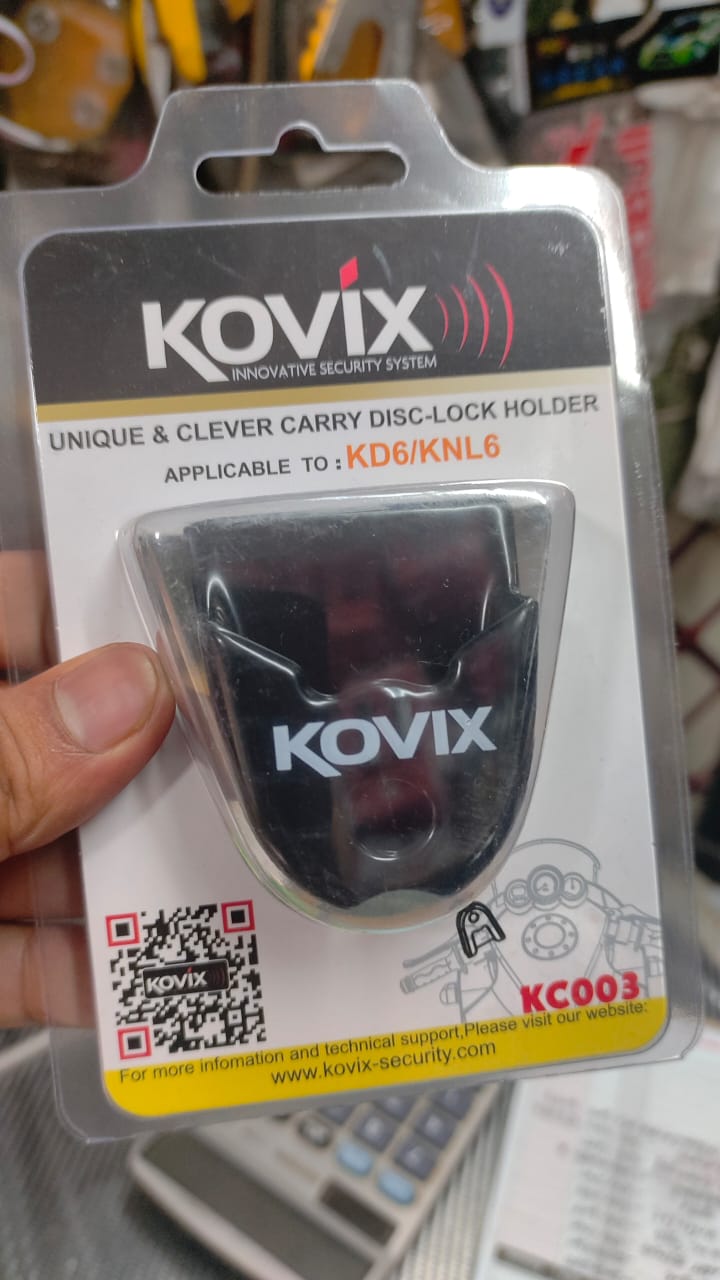 KOVIX
INNOVATIVE SECURITY SYSTEM
UNIQUE & CLEVER CARRY DISC-LOCK HOLDER
APPLICABLE TO : KD6/KNL6
KOVIX
KOVIX
KC003
For more infomation and technical support,Please visit our website:
www.kovix-security.com